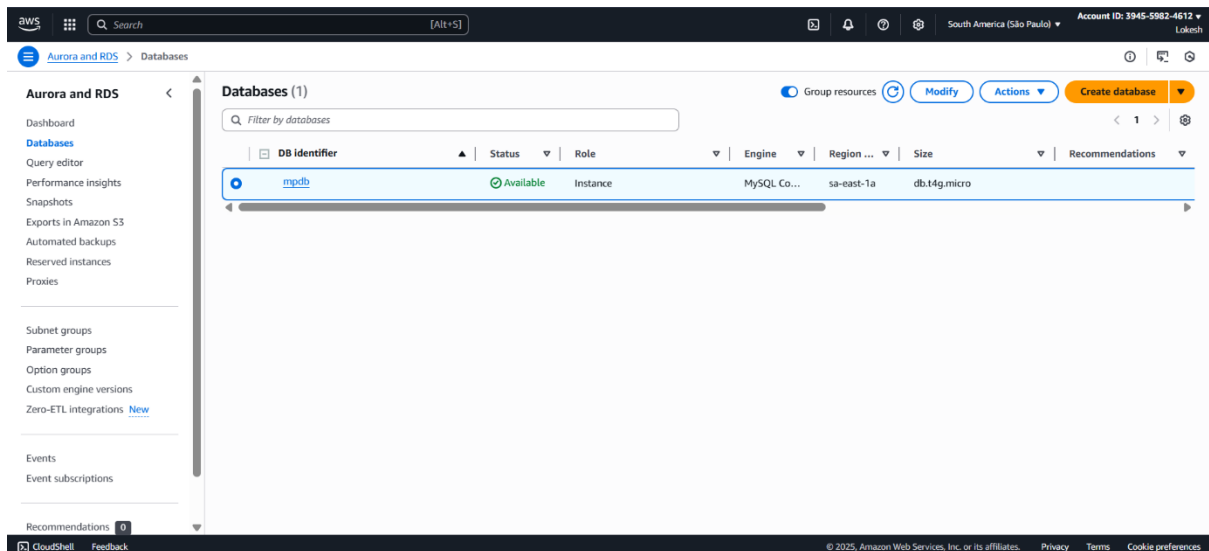 aws Search [Alt+S] South America (São Paulo) Account ID: 3945-5982-4612
Lokesh
Aurora and RDS > Databases
Aurora and RDS
Dashboard
Databases
Query editor
Performance insights
Snapshots
Exports in Amazon S3
Automated backups
Reserved instances
Proxies
Subnet groups
Parameter groups
Option groups
Custom engine versions
Zero-ETL integrations New
Events
Event subscriptions
Recommendations 0
Databases (1) Group resources Modify Actions Create database
Filter by databases 1
DB identifier Status Role Engine Region ... Size Recommendations
mpdb Available Instance MySQL Co... sa-east-1a db.t4g.micro
CloudShell Feedback © 2025, Amazon Web Services, Inc. or its affiliates. Privacy Terms Cookie preferences